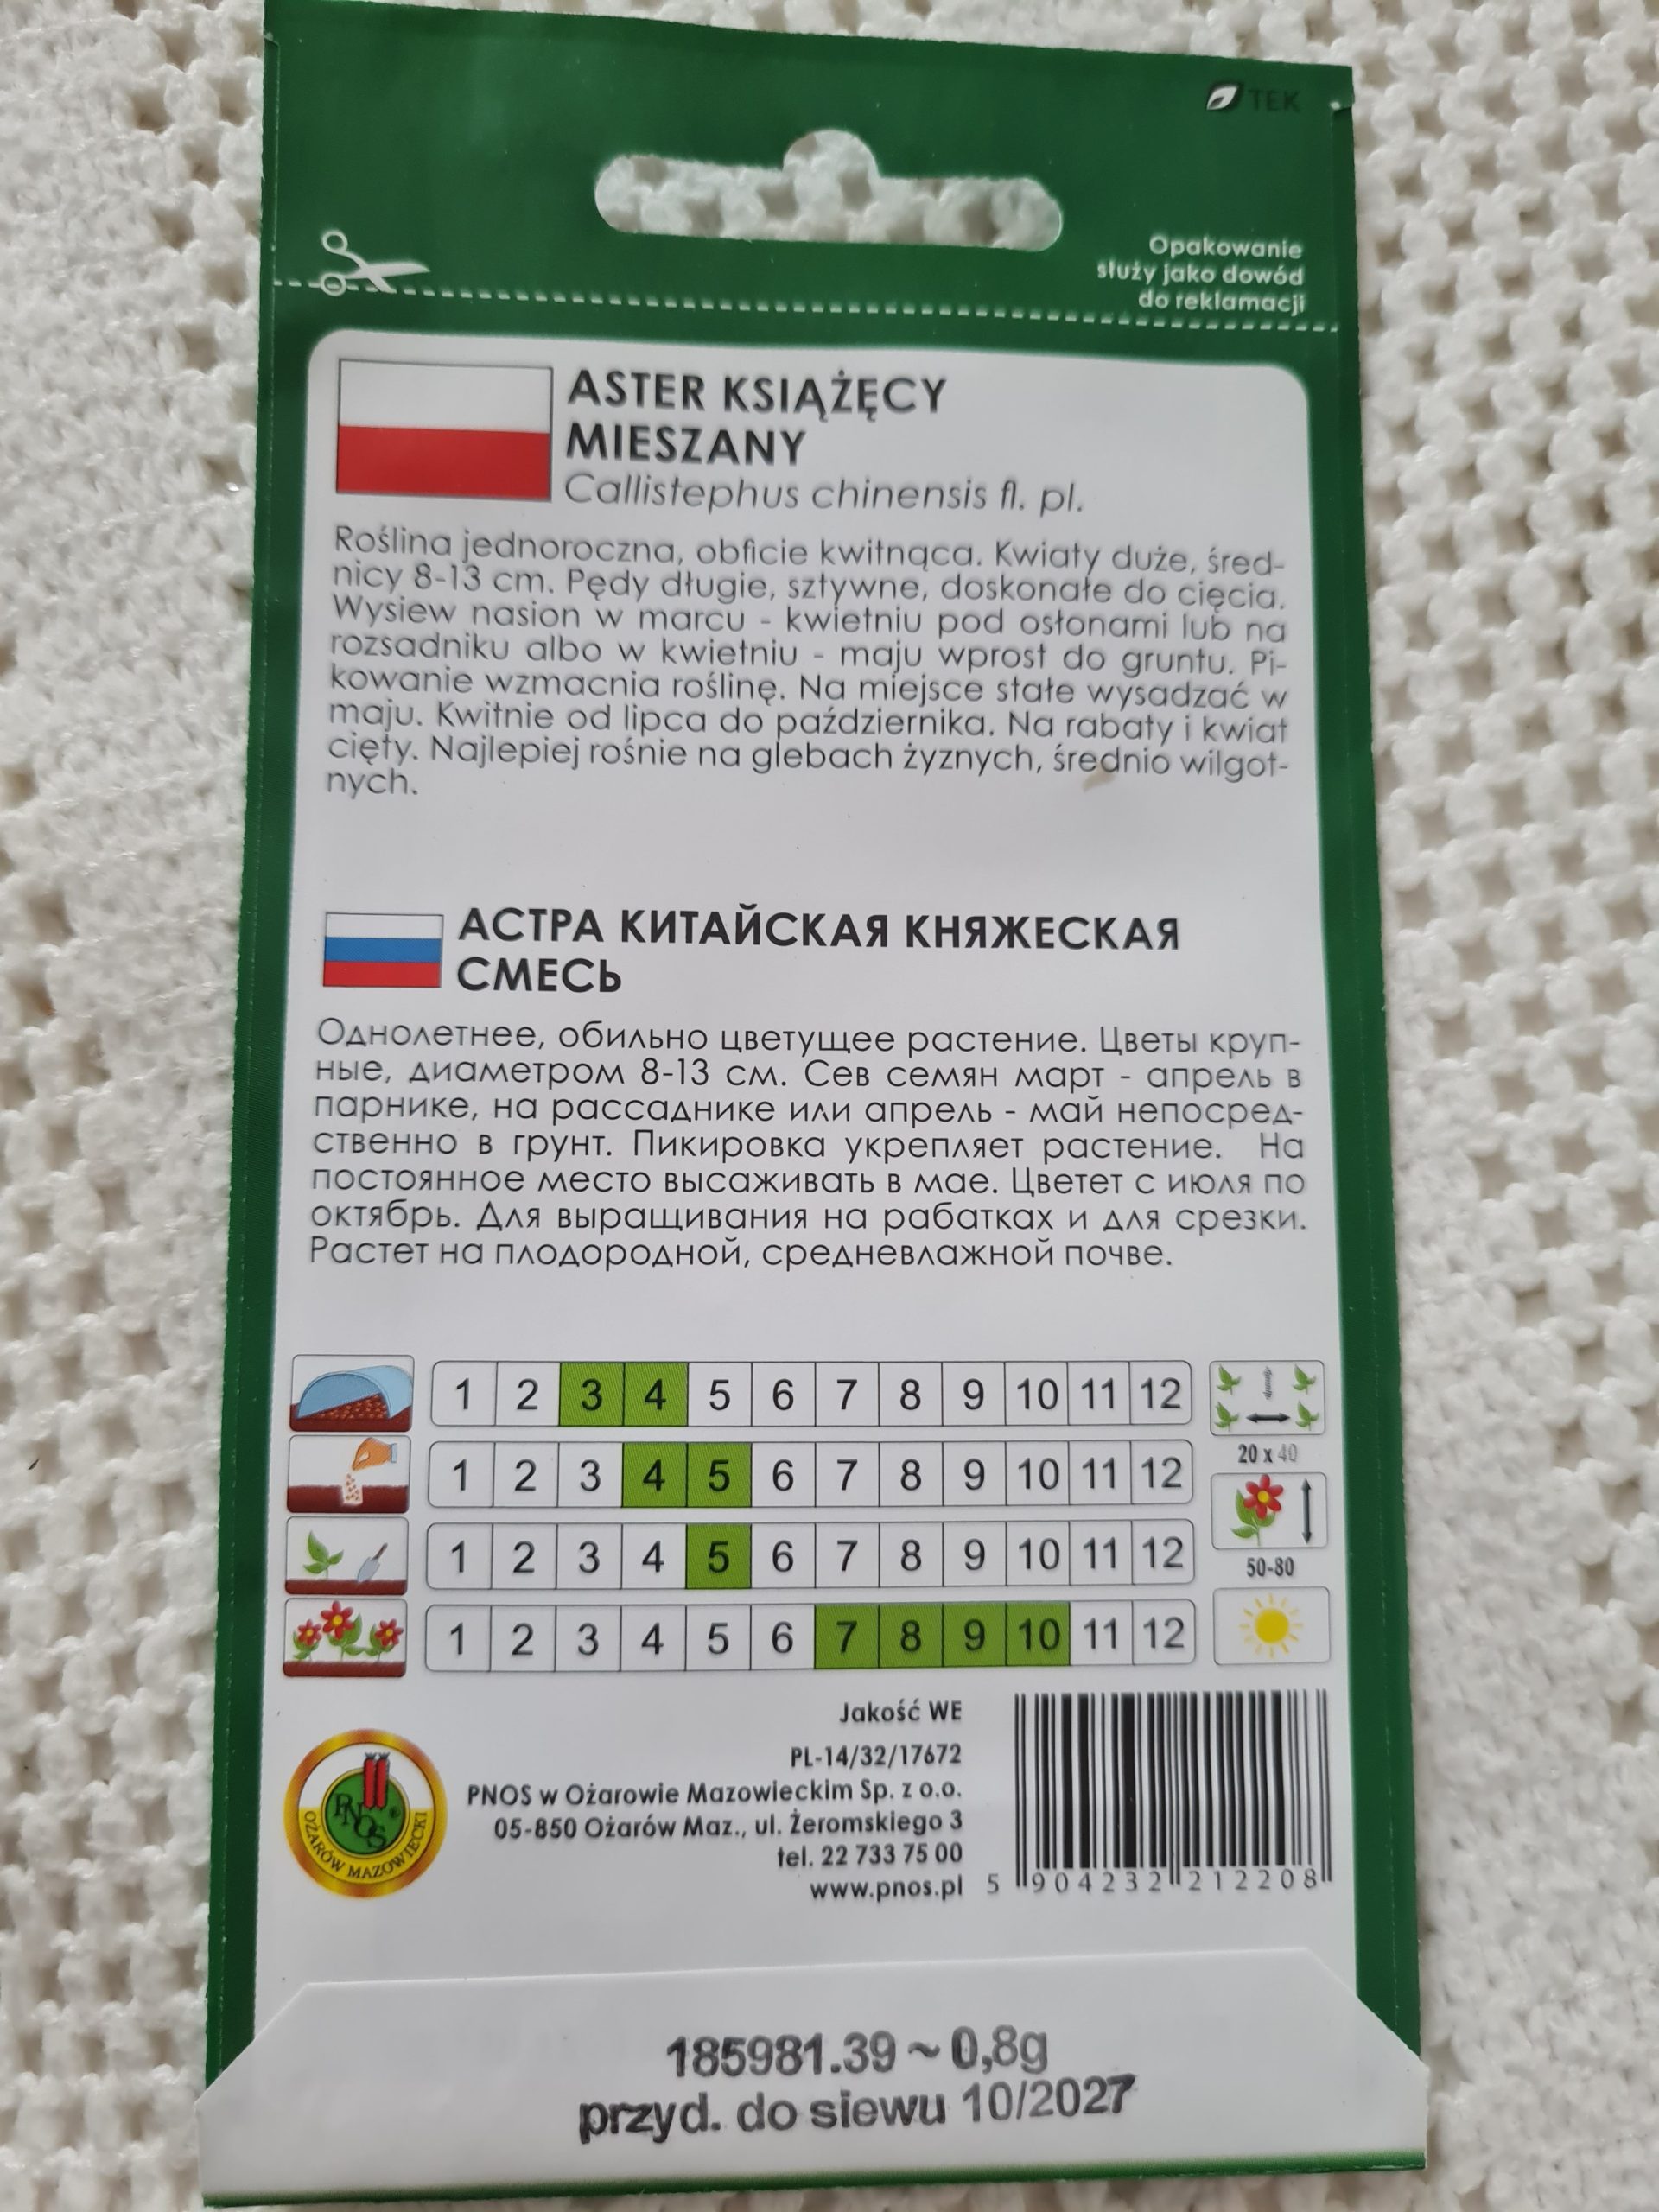 TEK
Opakowanie
służy jako dowód
do reklamacji
ASTER KSIĄŻĘCY
MIESZANY
Callistephus chinensis fl. pl.
Roślina jednoroczna, obficie kwitnąca. Kwiaty duże, śred-
nicy 8-13 cm. Pędy długie, sztywne, doskonałe do cięcia.
Wysiew nasion w marcu - kwietniu pod osłonami lub na
rozsadniku albo w kwietniu - maju wprost do gruntu. Pi-
kowanie wzmacnia roślinę. Na miejsce stałe wysadzać w
maju. Kwitnie od lipca do października. Na rabaty i kwiat
cięty. Najlepiej rośnie na glebach żyznych, średnio wilgot-
nych.
АСТРА КИТАЙСКАЯ КНЯЖЕСКАЯ
СМЕСЬ
Однолетнее, обильно цветущее растение. Цветы круп-
ные, диаметром 8-13 см. Сев семян март - апрель в
парнике, на рассаднике или апрель - май непосред-
ственно в грунт. Пикировка укрепляет растение. На
постоянное место высаживать в мае. Цветет с июля по
октябрь. Для выращивания на рабатках и для срезки.
Растет на плодородной, средневлажной почве.
1 2 3 4 5 6 7 8 9 10 11 12
20 x 40
1 2 3 4 5 6 7 8 9 10 11 12
1 2 3 4 5 6 7 8 9 10 11 12
50-80
1 2 3 4 5 6 7 8 9 10 11 12
PNOS ®
OŻARÓW MAZOWIECKI
Jakość WE
PL-14/32/17672
PNOS w Ożarowie Mazowieckim Sp. z o.o.
05-850 Ożarów Maz., ul. Żeromskiego 3
tel. 22 733 75 00
www.pnos.pl
5 904232 212208
185981.39 ~ 0,8g
przyd. do siewu 10/2027